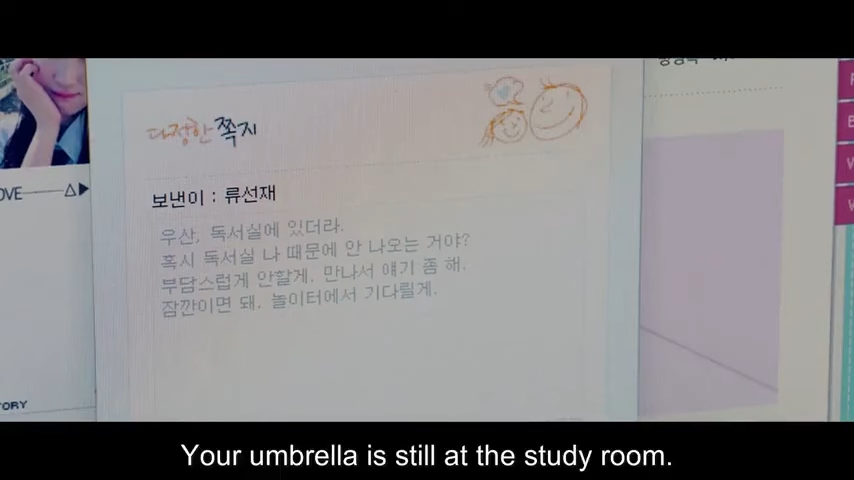 다정한 쪽지
보낸이 : 류선재
우산, 독서실에 있더라.
혹시 독서실 나 때문에 안 나오는 거야?
부담스럽게 안할게. 만나서 얘기 좀 해.
잠깐이면 돼. 놀이터에서 기다릴게.
Your umbrella is still at the study room.